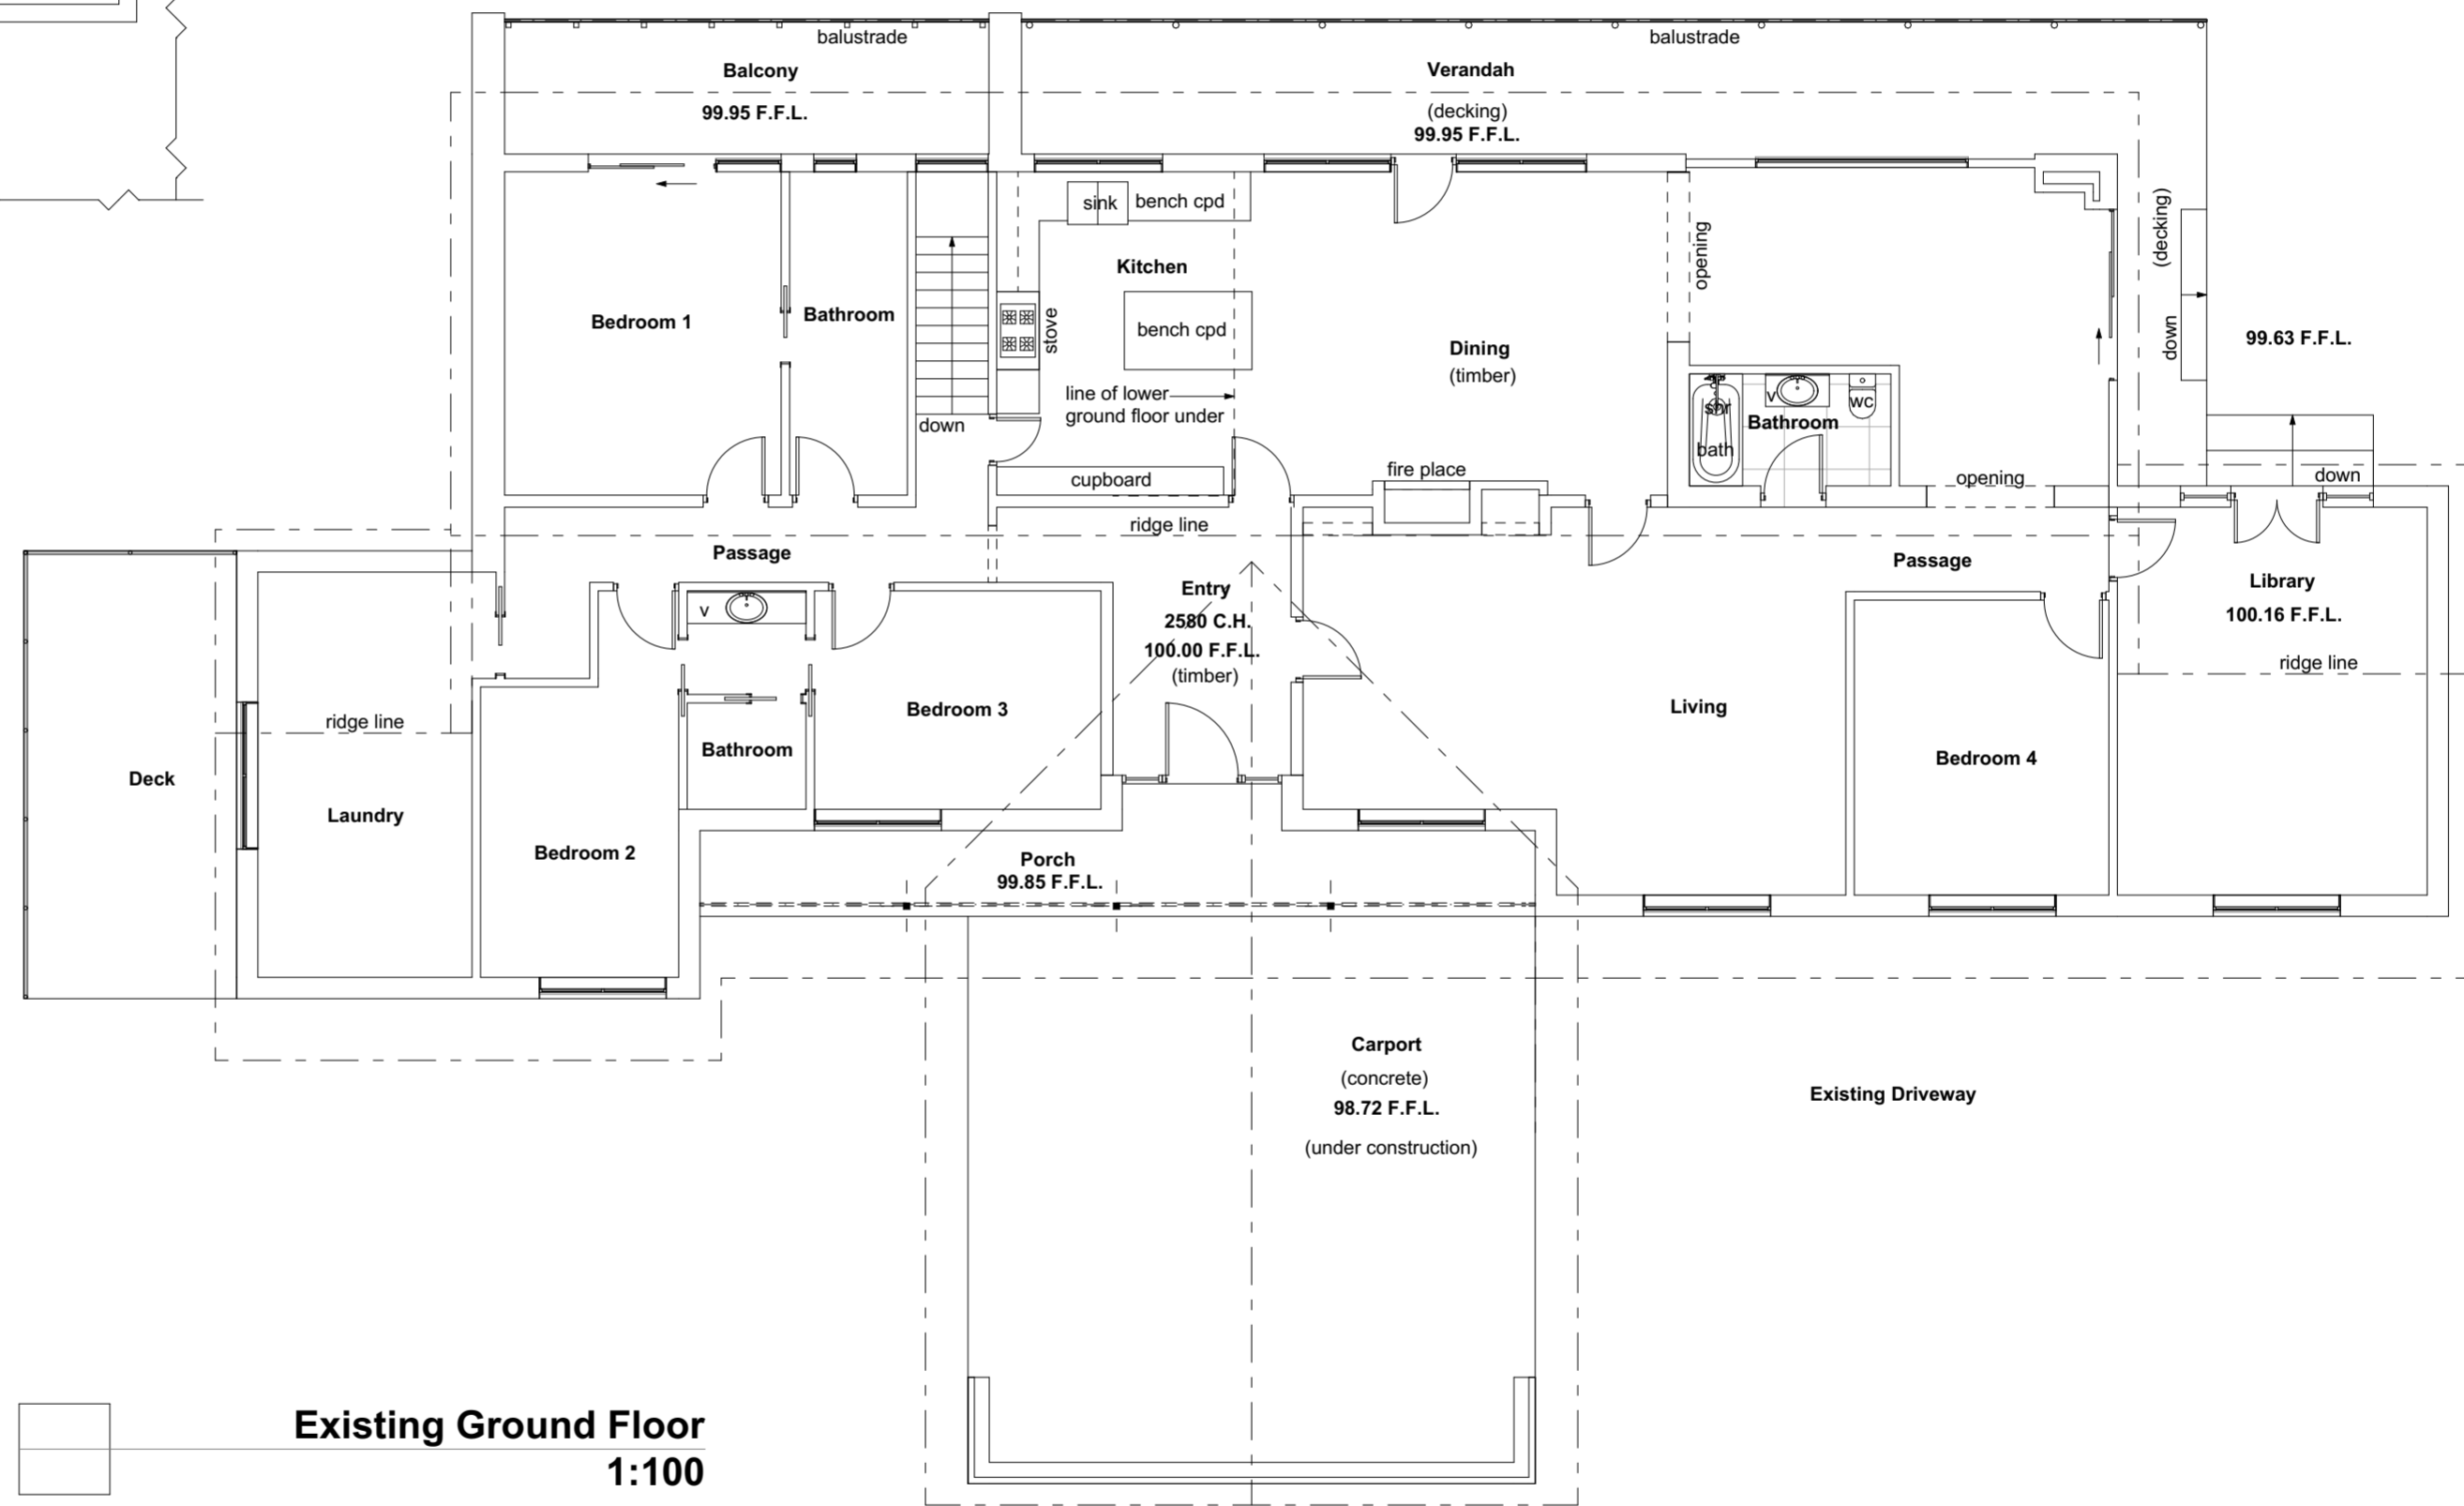 balustrade
balustrade
Balcony
99.95 F.F.L.
Verandah
(decking)
99.95 F.F.L.
sink
bench cpd
Kitchen
bench cpd
stove
line of lower
ground floor under
cupboard
down
Bedroom 1
Bathroom
Dining
(timber)
opening
(decking)
down
99.63 F.F.L.
shr
bath
v
wc
Bathroom
fire place
opening
down
ridge line
Passage
Passage
Entry
2580 C.H.
100.00 F.F.L.
(timber)
Library
100.16 F.F.L.
ridge line
v
ridge line
Bedroom 3
Bathroom
Living
Bedroom 4
Deck
Laundry
Bedroom 2
Porch
99.85 F.F.L.
Carport
(concrete)
98.72 F.F.L.
(under construction)
Existing Driveway
Existing Ground Floor
1:100